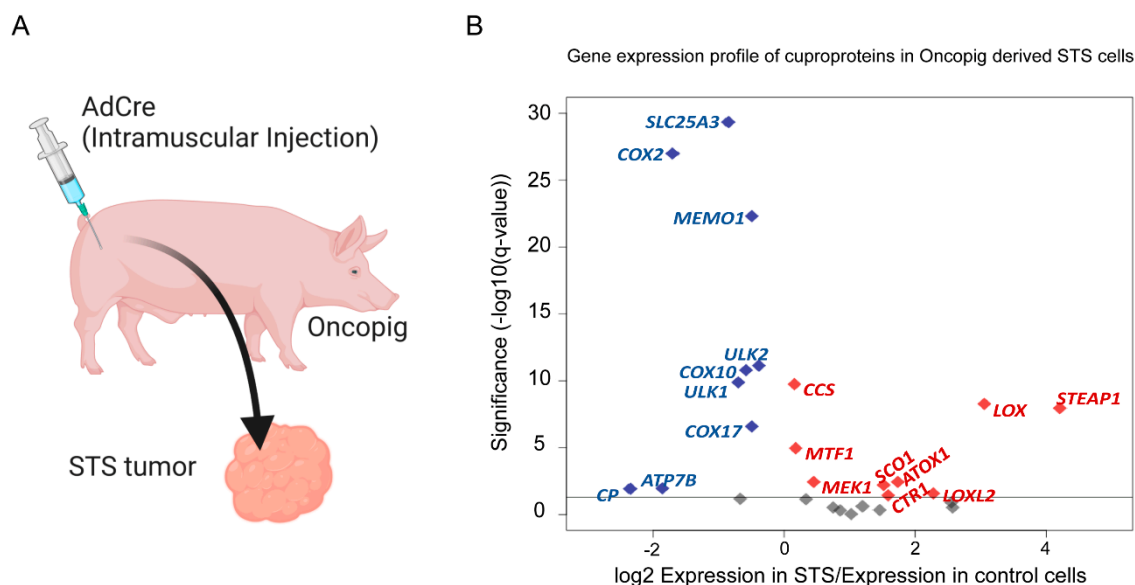 A
AdCre
(Intramuscular Injection)
Oncopig
STS tumor
B
Gene expression profile of cuproteins in Oncopig derived STS cells
Significance (-log10(q-value))
30
25
20
15
10
5
0
SLC25A3
COX2
MEMO1
ULK2
COX10
ULK1
CCS
LOX
STEAP1
COX17
MTF1
SCO1
ATOX1
MEK1
CTR1
LOXL2
CP
ATP7B
-2
0
2
4
log2 Expression in STS/Expression in control cells